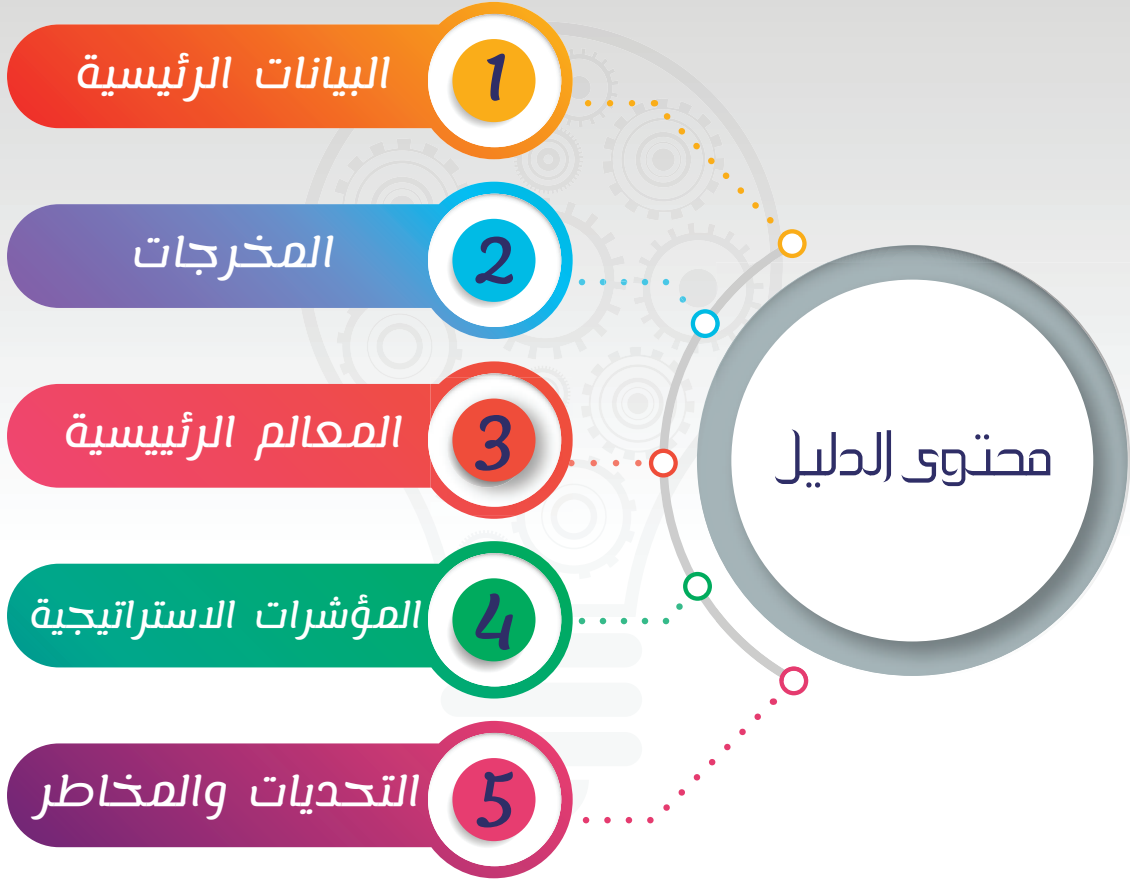 محتوى الدليل
1
البيانات الرئيسية
2
المخرجات
3
المعالم الرئييسية
4
المؤشرات الاستراتيجية
5
التحديات والمخاطر